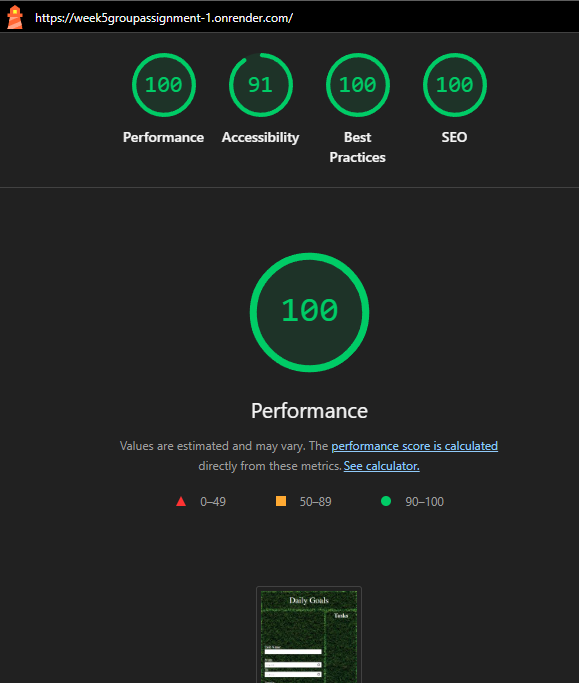 https://week5groupassignment-1.onrender.com/
100 91 100 100
Performance Accessibility Best Practices SEO
100
Performance
Values are estimated and may vary. The performance score is calculated
directly from these metrics. See calculator.
0–49 50–89 90–100
Daily Goals
Tasks